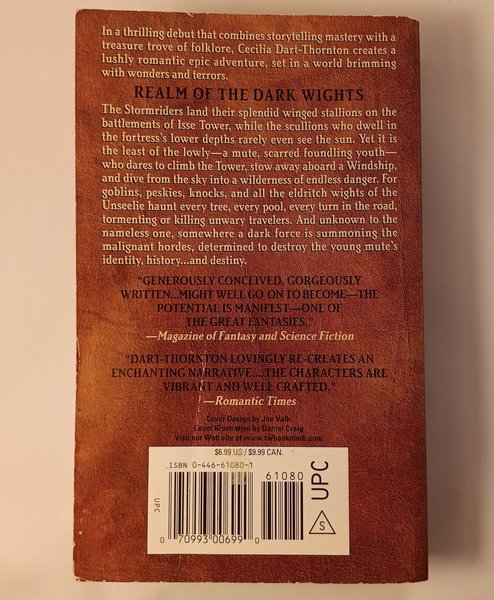 In a thrilling debut that combines storytelling mastery with a
treasure trove of folklore, Cecilia Dart-Thornton creates a
lushly romantic epic adventure, set in a world brimming
with wonders and terrors.
REALM OF THE DARK WIGHTS
The Stormriders land their splendid winged stallions on the
battlements of Isse Tower, while the scullions who dwell in
the fortress's lower depths rarely even see the sun. Yet it is
the least of the lowly—a mute, scarred foundling youth—
who dares to climb the Tower, stow away aboard a Windship,
and dive from the sky into a wilderness of endless danger. For
goblins, peskies, knocks, and all the eldritch wights of the
Unseelie haunt every tree, every pool, every turn in the road,
tormenting or killing unwary travelers. And unknown to the
nameless one, somewhere a dark force is summoning the
malignant hordes, determined to destroy the young mute's
identity, history...and destiny.
"GENEROUSLY CONCEIVED, GORGEOUSLY
WRITTEN...MIGHT WELL GO ON TO BECOME—THE
POTENTIAL IS MANIFEST—ONE OF
THE GREAT FANTASIES."
—Magazine of Fantasy and Science Fiction
"DART-THORNTON LOVINGLY RE-CREATES AN
ENCHANTING NARRATIVE...THE CHARACTERS ARE
VIBRANT AND WELL CRAFTED."
—Romantic Times
Cover Design by Jon Valk
Cover Illustration by Daniel Craig
Visit our Web site at www.twbookmark.com
$6.99 US / $9.99 CAN.
ISBN 0-446-61080-1
61080
UPC
S
UPC
0 70993 00699 0